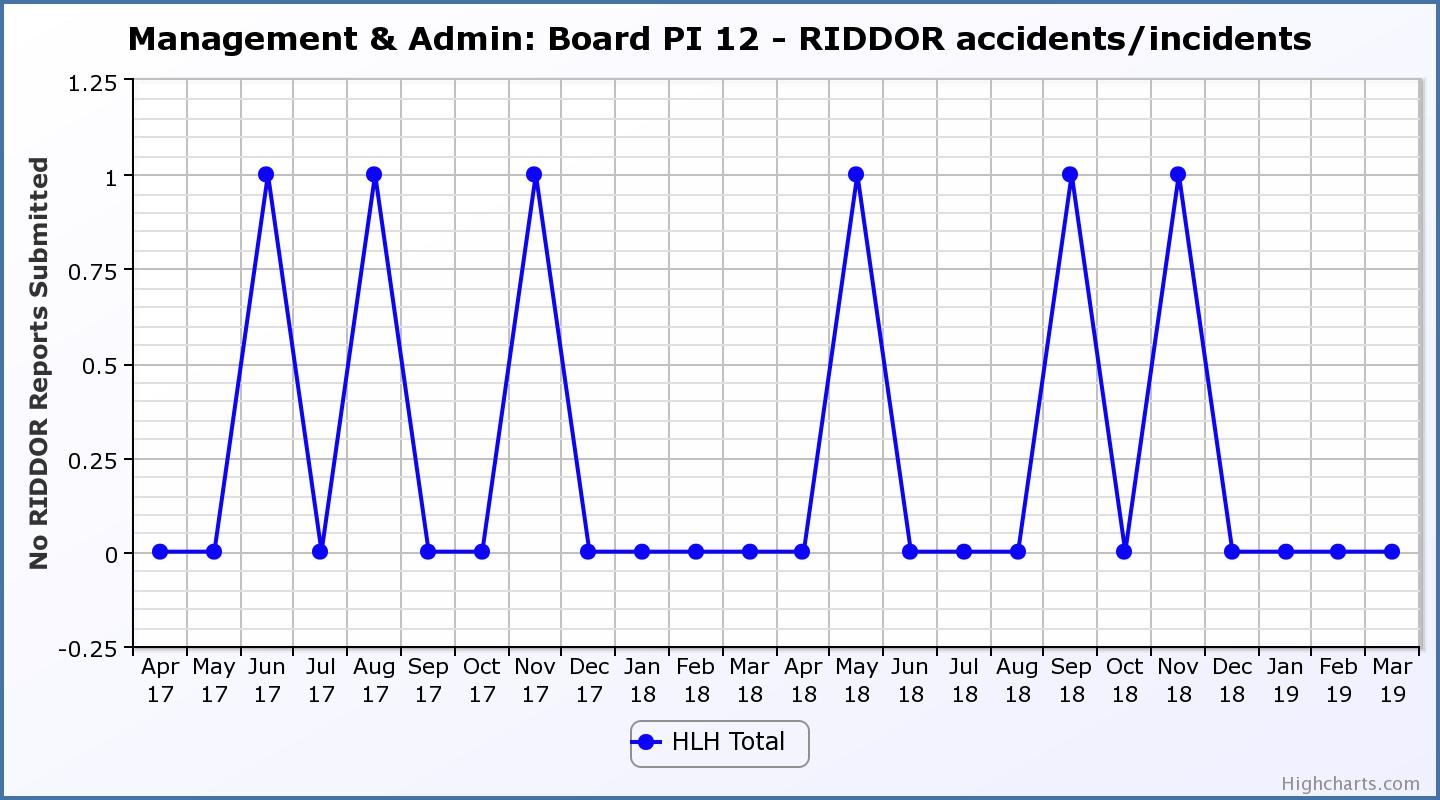 Management & Admin: Board PI 12 - RIDDOR accidents/incidents
No RIDDOR Reports Submitted
1.25
1
0.75
0.5
0.25
0
-0.25
Apr May Jun Jul Aug Sep Oct Nov Dec Jan Feb Mar Apr May Jun Jul Aug Sep Oct Nov Dec Jan Feb Mar
17 17 17 17 17 17 17 17 17 18 18 18 18 18 18 18 18 18 18 18 18 19 19 19
HLH Total
Highcharts.com